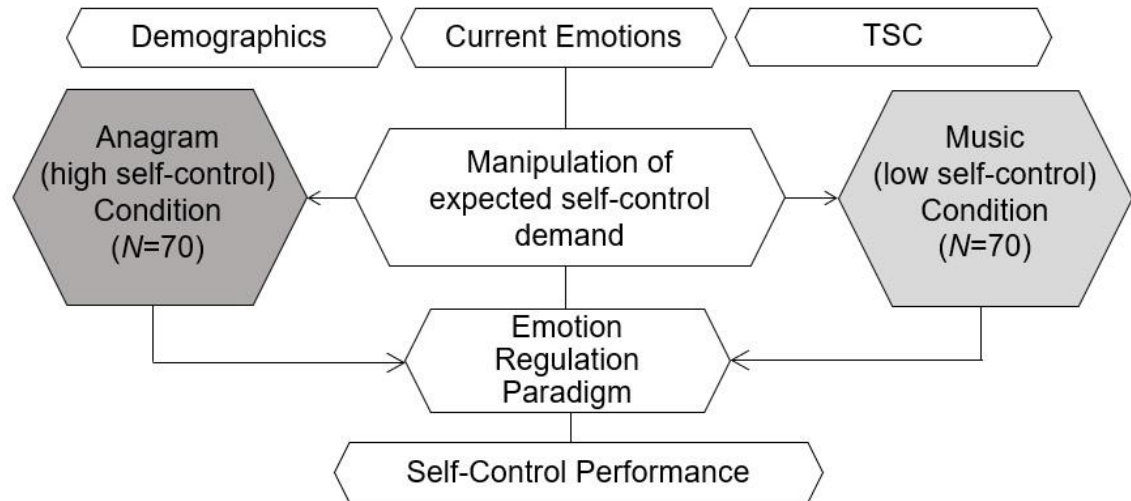 Demographics
Current Emotions
TSC
Anagram
(high self-control)
Condition
(N=70)
Manipulation of
expected self-control
demand
Music
(low self-control)
Condition
(N=70)
Emotion
Regulation
Paradigm
Self-Control Performance